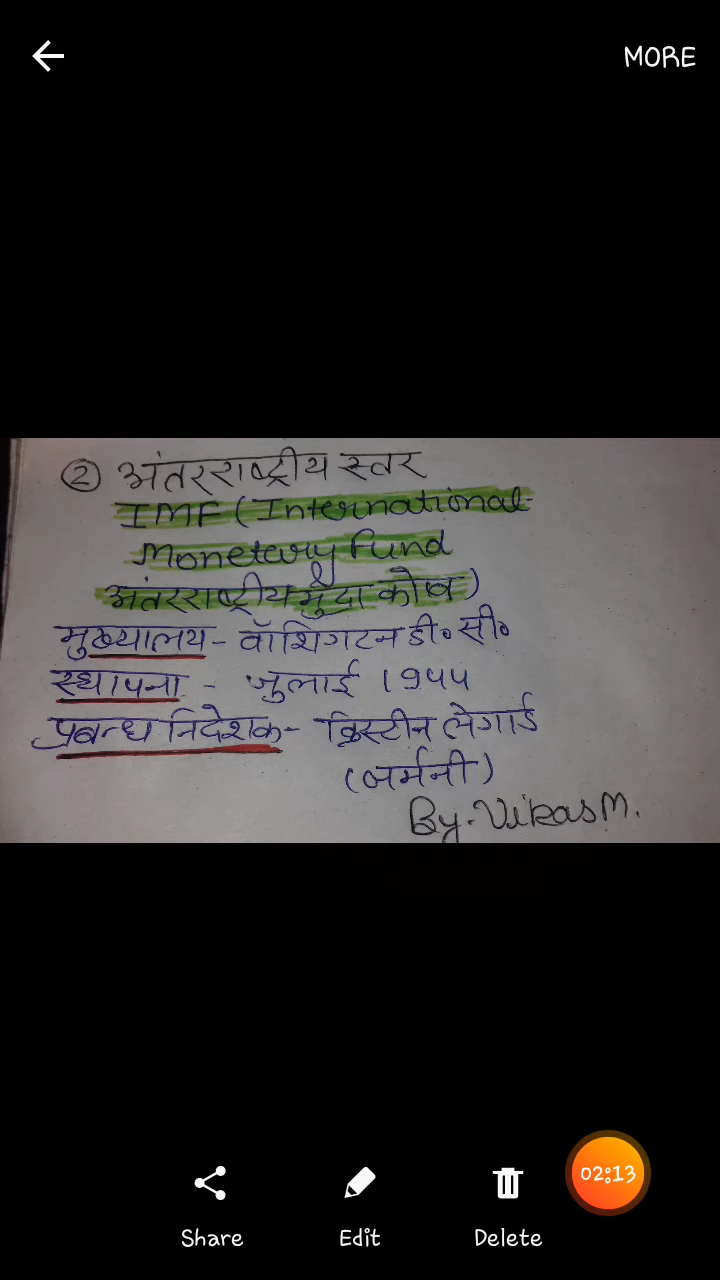 MORE
② अंतरराष्ट्रीय स्तर
IMF (International
Monetery Fund
अंतरराष्ट्रीय मुद्रा कोष)
मुख्यालय - वॉशिगटन डी॰ सी॰
स्थापना - जुलाई 1944
प्रबन्ध निदेशक - क्रिस्टीन लेगार्ड
(जर्मनी)
By - Vikas M.
02:13
Share Edit Delete